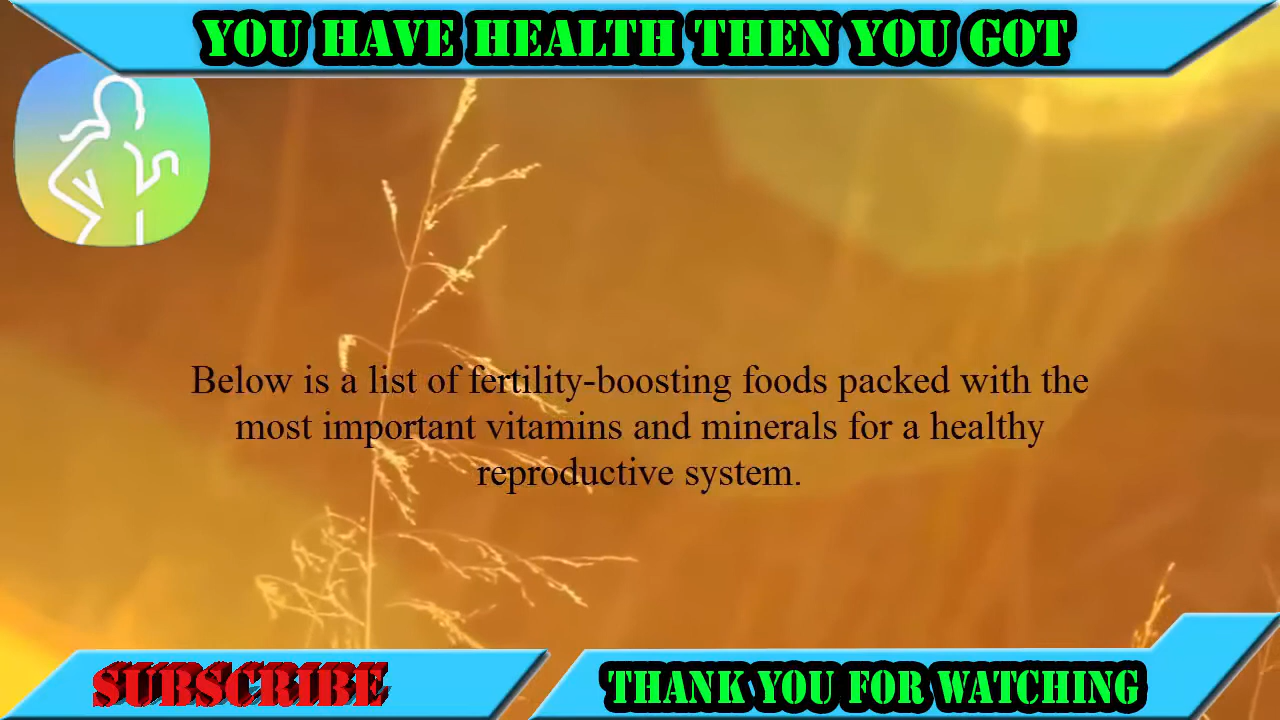 YOU HAVE HEALTH THEN YOU GOT
Below is a list of fertility-boosting foods packed with the
most important vitamins and minerals for a healthy
reproductive system.
SUBSCRIBE
THANK YOU FOR WATCHING